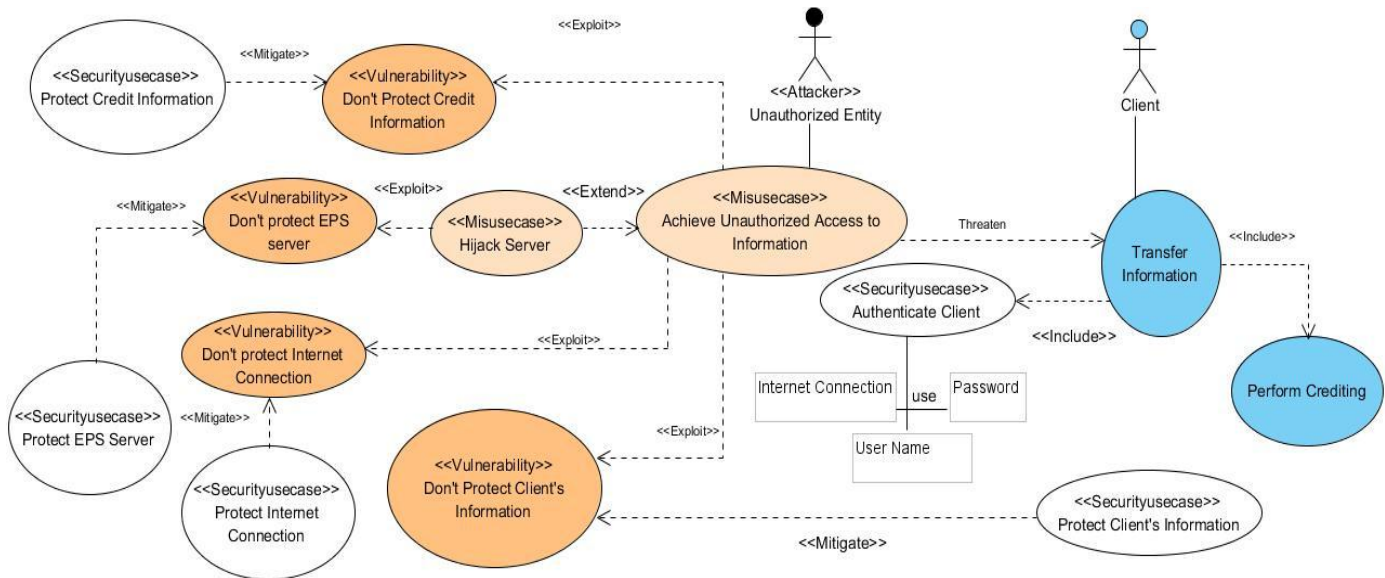 <<Exploit>>
<<Mitigate>>
<<Securityusecase>>
Protect Credit Information
<<Vulnerability>>
Don't Protect Credit
Information
<<Attacker>>
Unauthorized Entity
Client
<<Mitigate>>
<<Vulnerability>>
Don't protect EPS
server
<<Exploit>>
<<Misusecase>>
Hijack Server
<<Extend>>
<<Misusecase>>
Achieve Unauthorized Access to
Information
Threaten
Transfer
Information
<<Include>>
<<Securityusecase>>
Authenticate Client
<<Include>>
<<Vulnerability>>
Don't protect Internet
Connection
<<Exploit>>
Perform Crediting
Internet Connection
use
Password
User Name
<<Securityusecase>>
Protect EPS Server
<<Mitigate>>
<<Securityusecase>>
Protect Internet
Connection
<<Exploit>>
<<Vulnerability>>
Don't Protect Client's
Information
<<Securityusecase>>
Protect Client's Information
<<Mitigate>>